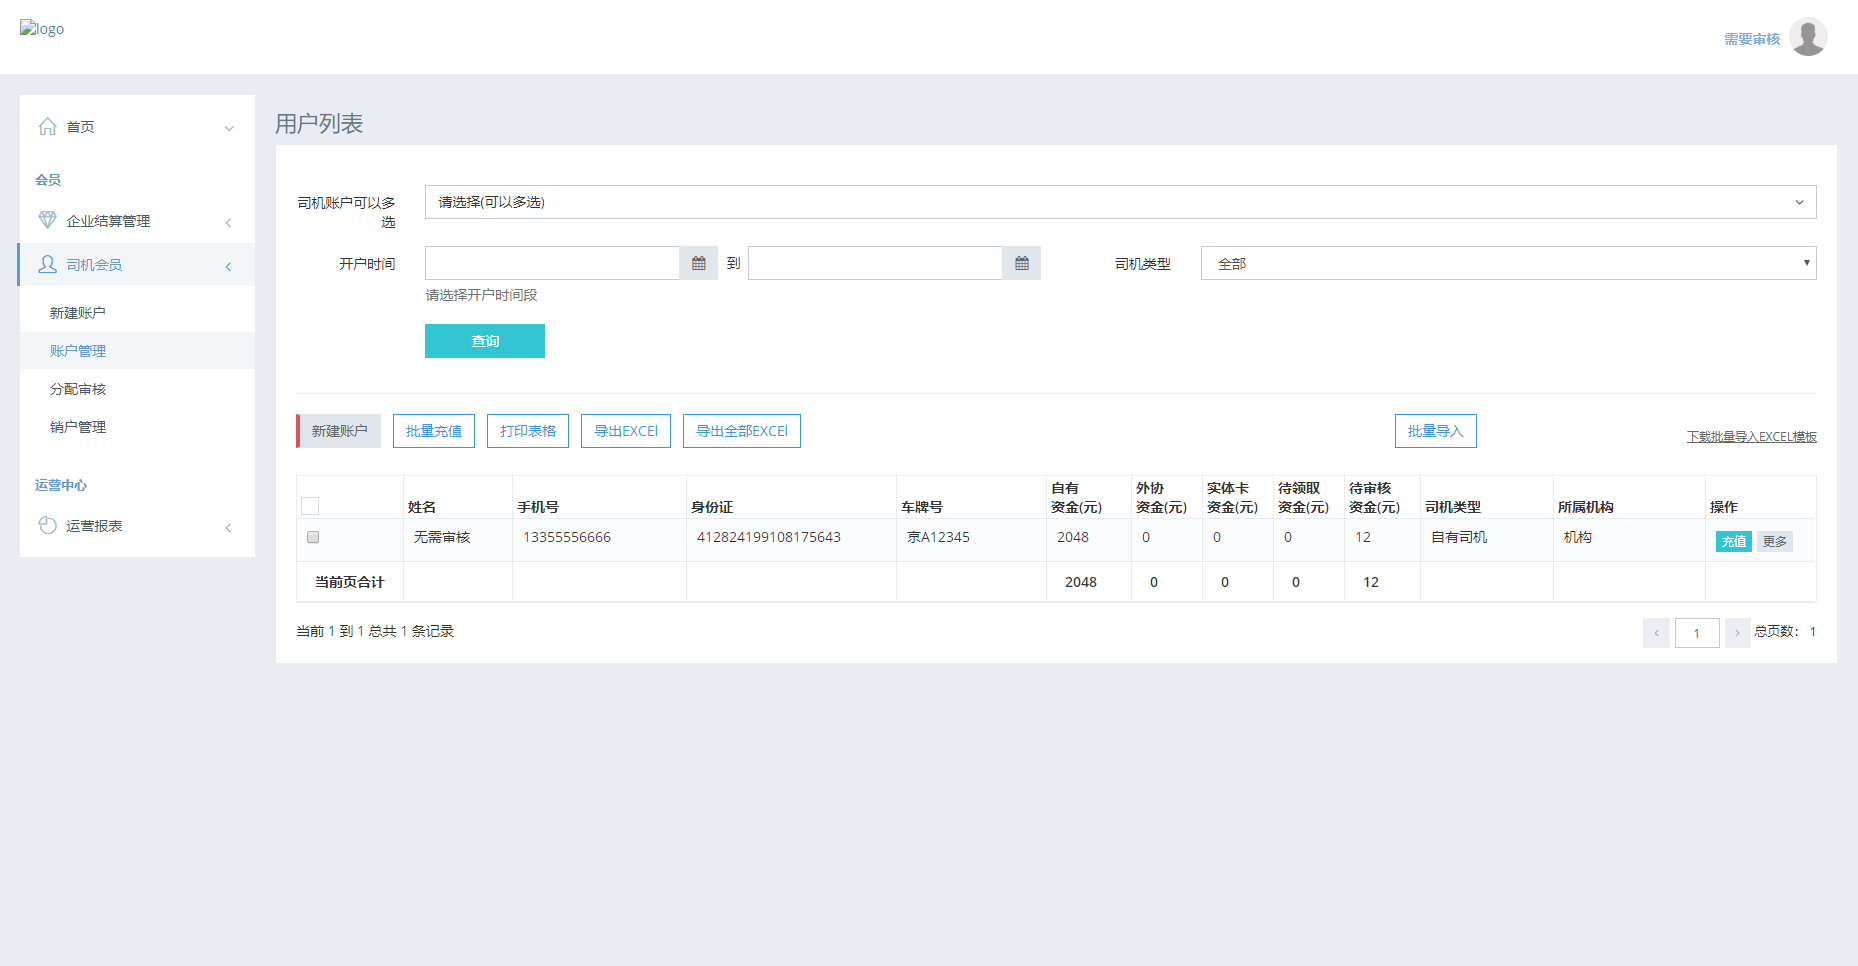 logo
需要审核
首页
会员
企业结算管理
司机会员
新建账户
账户管理
分配审核
销户管理
运营中心
运营报表
用户列表
司机账户可以多
选
请选择(可以多选)
开户时间
到
司机类型
全部
请选择开户时间段
查询
新建账户
批量充值
打印表格
导出EXCEl
导出全部EXCEl
批量导入
下载批量导入EXCEL模板
姓名
手机号
身份证
车牌号
自有
资金(元)
外协
资金(元)
实体卡
资金(元)
待领取
资金(元)
待审核
资金(元)
司机类型
所属机构
操作
无需审核
13355556666
412824199108175643
京A12345
2048
0
0
0
12
自有司机
机构
充值
更多
当前页合计
2048
0
0
0
12
当前 1 到 1 总共 1 条记录
1
总页数： 1